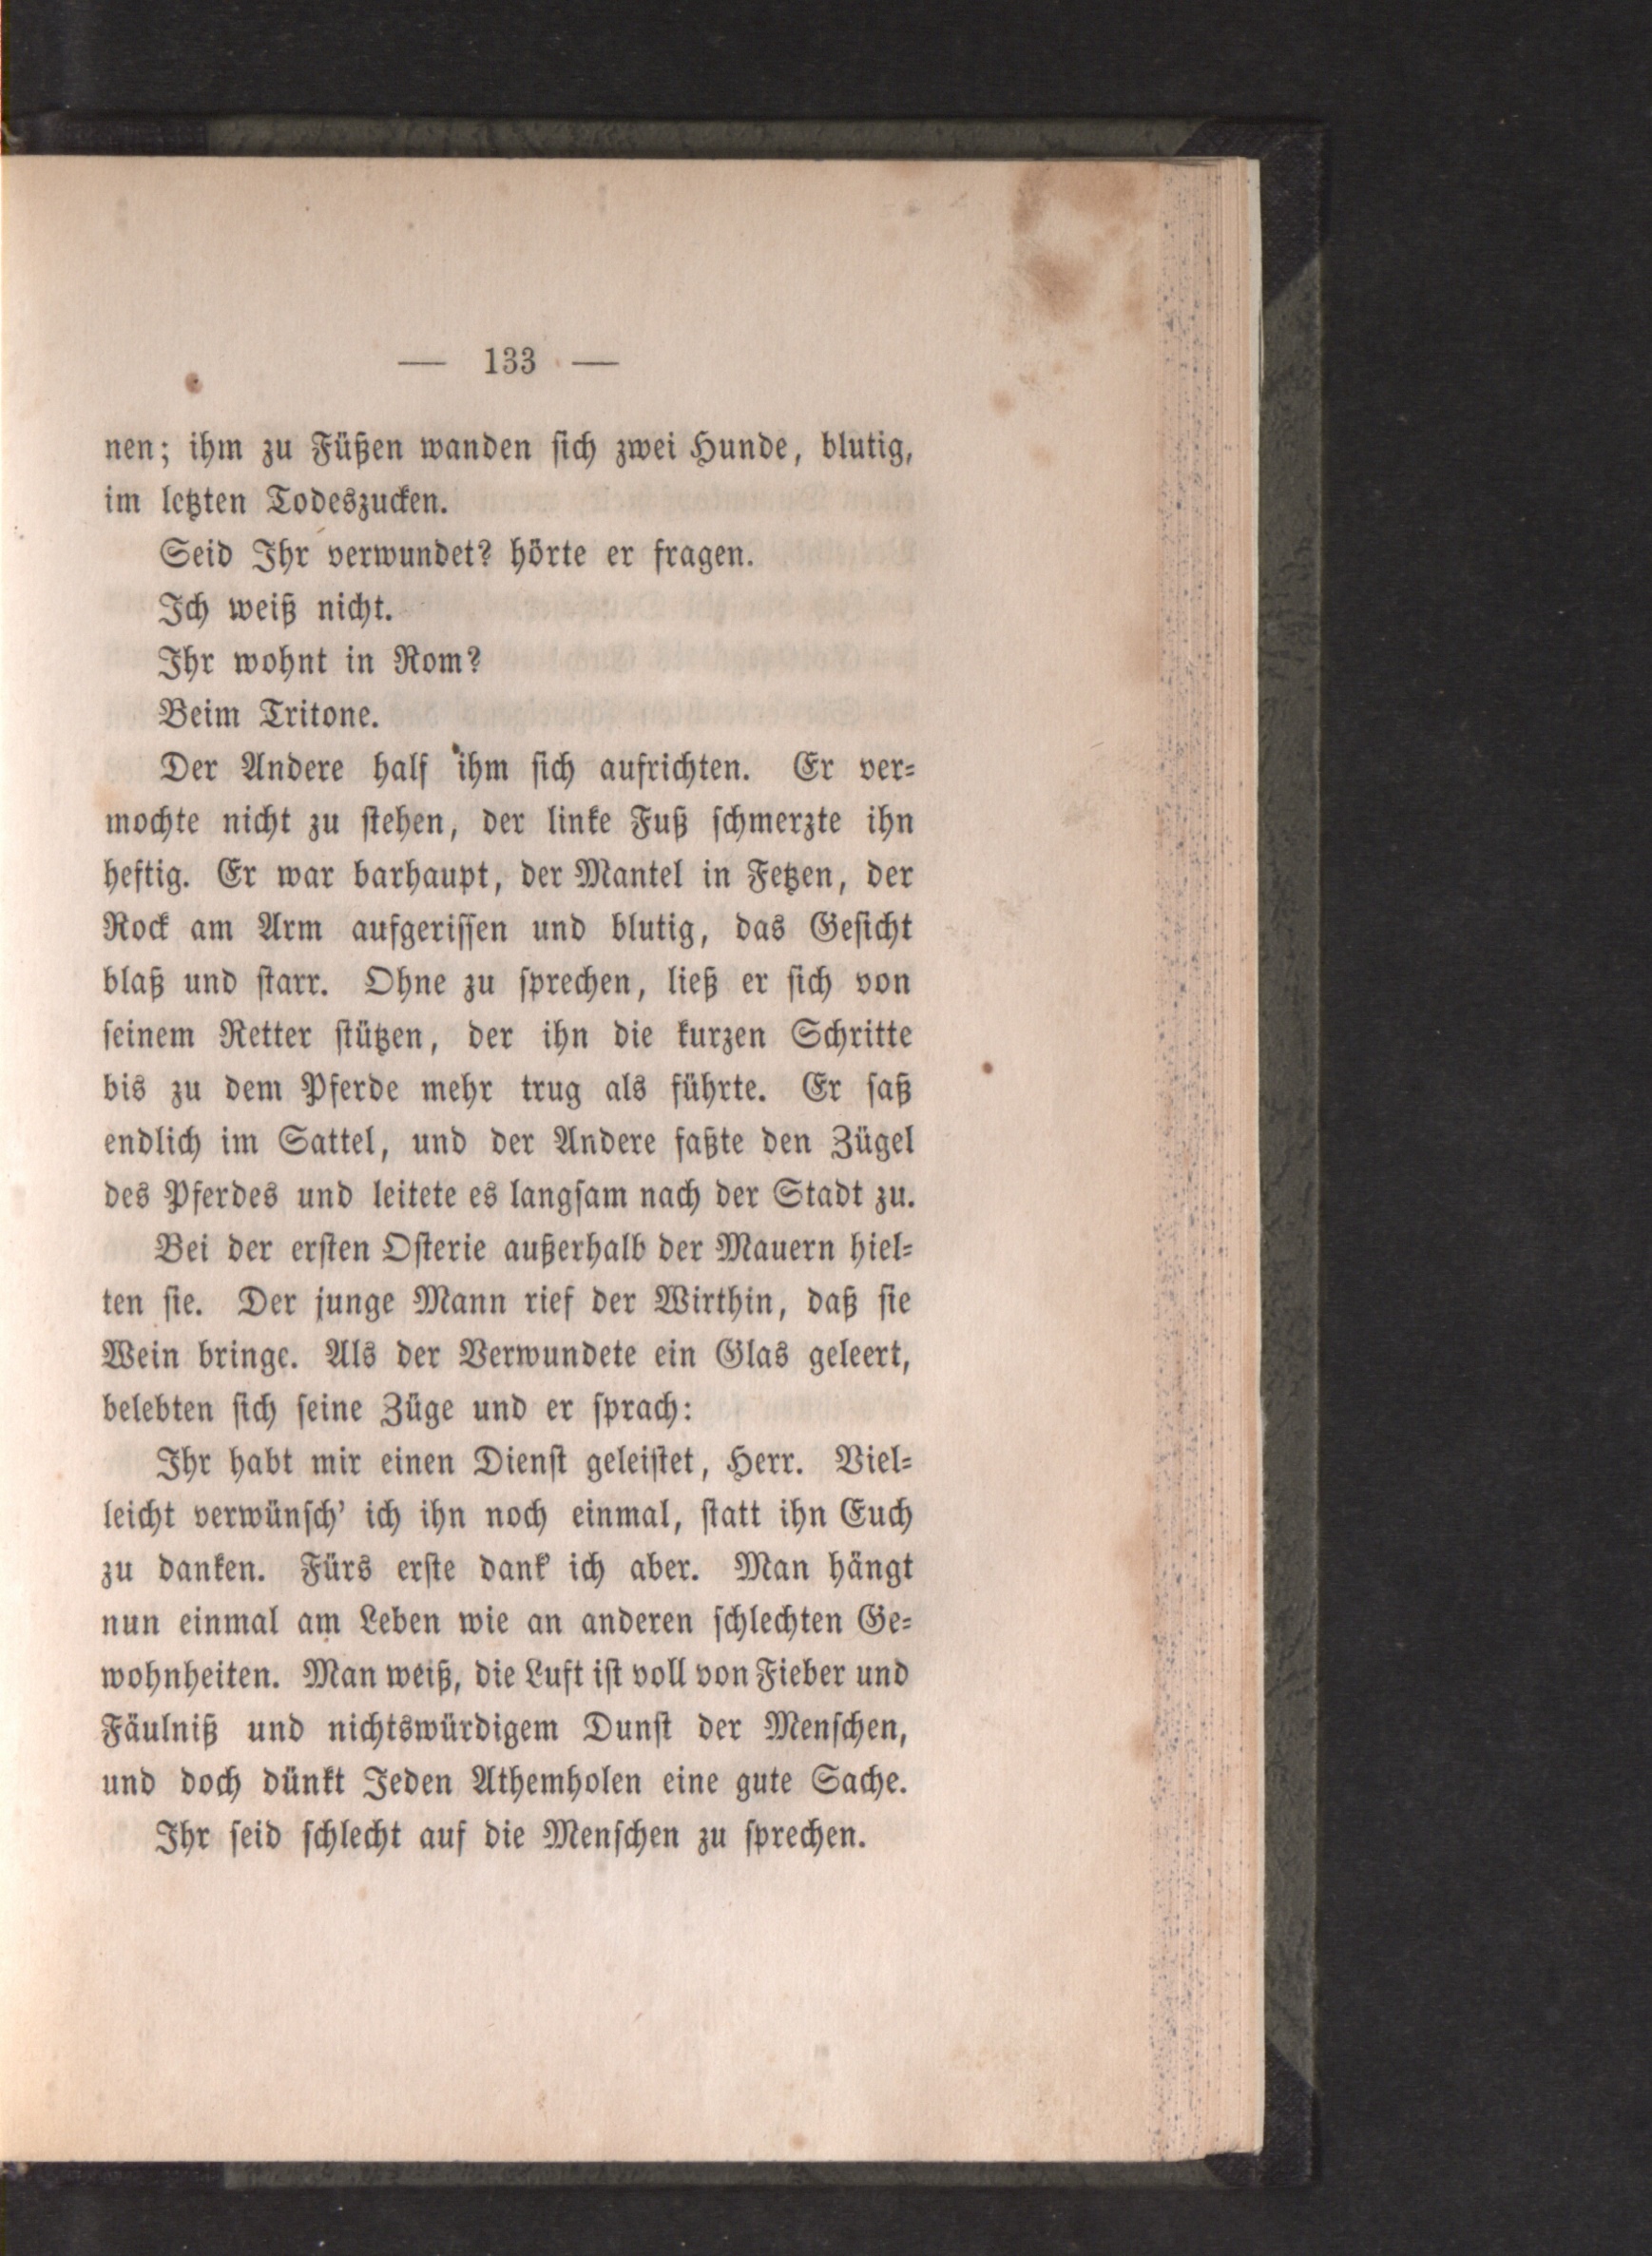 — 133 —
nen; ihm zu Füßen wanden ſich zwei Hunde, blutig,
im letzten Todeszucken.
Seid Ihr verwundet? hörte er fragen.
Ich weiß nicht.
Ihr wohnt in Rom?
Beim Tritone.
Der Andere half ihm ſich aufrichten. Er ver⸗
mochte nicht zu ſtehen, der linke Fuß ſchmerzte ihn
heftig. Er war barhaupt, der Mantel in Fetzen, der
Rock am Arm aufgeriſſen und blutig, das Geſicht
blaß und ſtarr. Ohne zu ſprechen, ließ er ſich von
ſeinem Retter ſtützen, der ihn die kurzen Schritte
bis zu dem Pferde mehr trug als führte. Er ſaß
endlich im Sattel, und der Andere faßte den Zügel
des Pferdes und leitete es langſam nach der Stadt zu.
Bei der erſten Oſterie außerhalb der Mauern hiel⸗
ten ſie. Der junge Mann rief der Wirthin, daß ſie
Wein bringe. Als der Verwundete ein Glas geleert,
belebten ſich ſeine Züge und er ſprach:
Ihr habt mir einen Dienſt geleiſtet, Herr. Viel⸗
leicht verwünſch' ich ihn noch einmal, ſtatt ihn Euch
zu danken. Fürs erſte dank' ich aber. Man hängt
nun einmal am Leben wie an anderen ſchlechten Ge⸗
wohnheiten. Man weiß, die Luft iſt voll von Fieber und
Fäulniß und nichtswürdigem Dunſt der Menſchen,
und doch dünkt Jeden Athemholen eine gute Sache.
Ihr ſeid ſchlecht auf die Menſchen zu ſprechen.